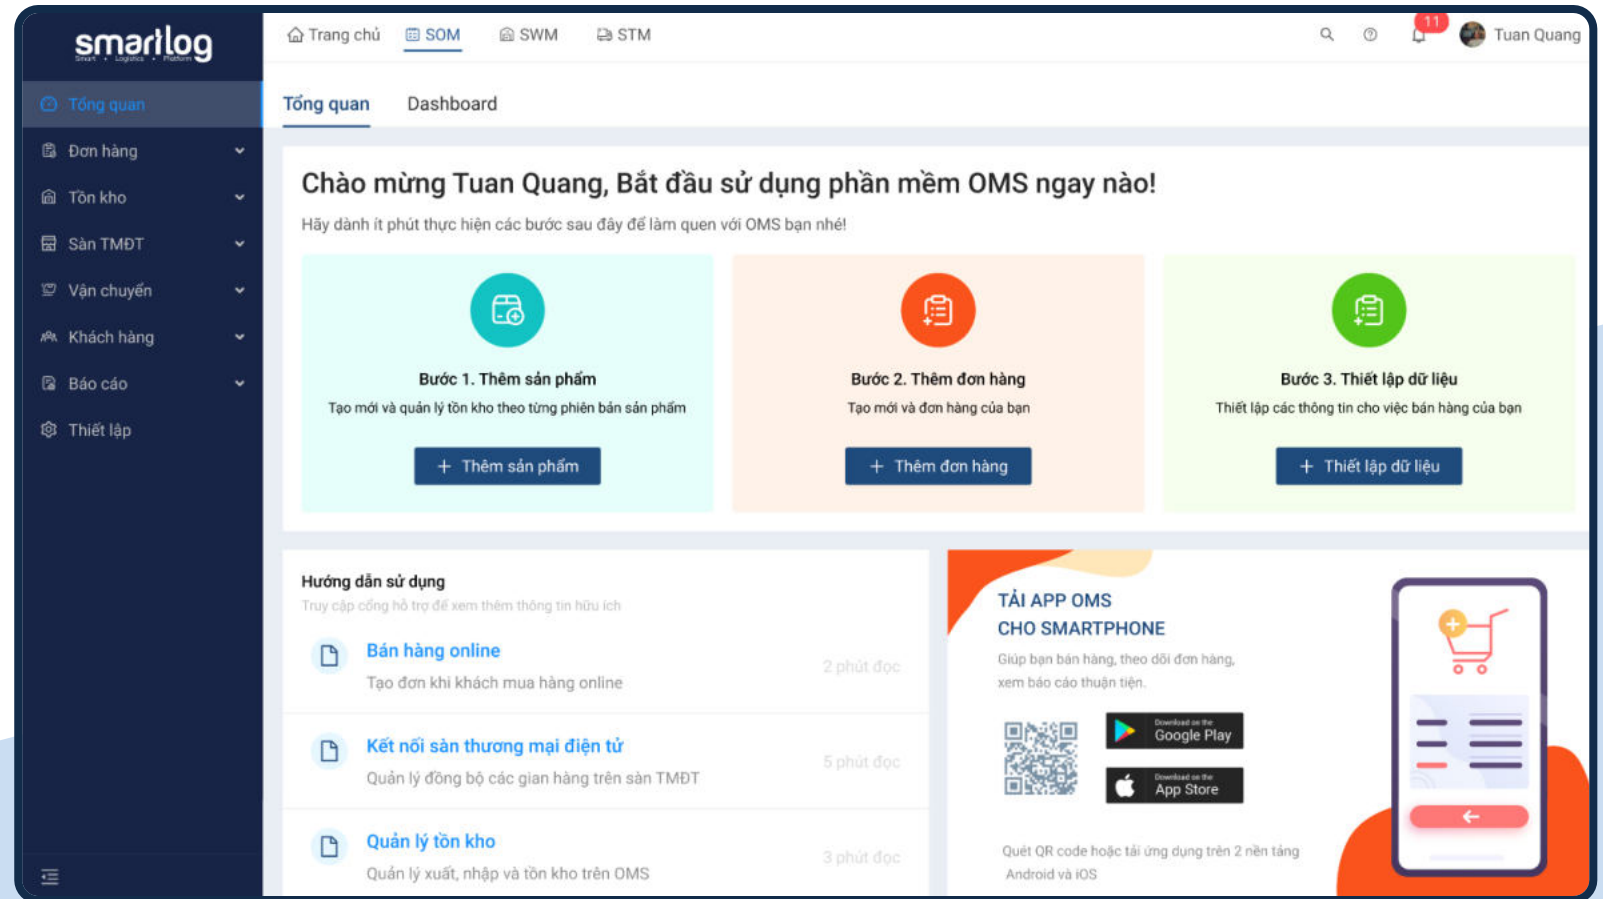 smartlog
Smart • Logistics • Platform
Trang chủ
SOM
SWM
STM
11
Tuan Quang
Tổng quan
Đơn hàng
Tồn kho
Sàn TMĐT
Vận chuyển
Khách hàng
Báo cáo
Thiết lập
Tổng quan
Dashboard
Chào mừng Tuan Quang, Bắt đầu sử dụng phần mềm OMS ngay nào!
Hãy dành ít phút thực hiện các bước sau đây để làm quen với OMS bạn nhé!
Bước 1. Thêm sản phẩm
Tạo mới và quản lý tồn kho theo từng phiên bản sản phẩm
+ Thêm sản phẩm
Bước 2. Thêm đơn hàng
Tạo mới và đơn hàng của bạn
+ Thêm đơn hàng
Bước 3. Thiết lập dữ liệu
Thiết lập các thông tin cho việc bán hàng của bạn
+ Thiết lập dữ liệu
Hướng dẫn sử dụng
Truy cập cổng hỗ trợ để xem thêm thông tin hữu ích
Bán hàng online
Tạo đơn khi khách mua hàng online
2 phút đọc
Kết nối sàn thương mại điện tử
Quản lý đồng bộ các gian hàng trên sàn TMĐT
5 phút đọc
Quản lý tồn kho
Quản lý xuất, nhập và tồn kho trên OMS
3 phút đọc
TẢI APP OMS
CHO SMARTPHONE
Giúp bạn bán hàng, theo dõi đơn hàng,
xem báo cáo thuận tiện.
Download on the
Google Play
Download on the
App Store
Quét QR code hoặc tải ứng dụng trên 2 nền tảng
Android và iOS